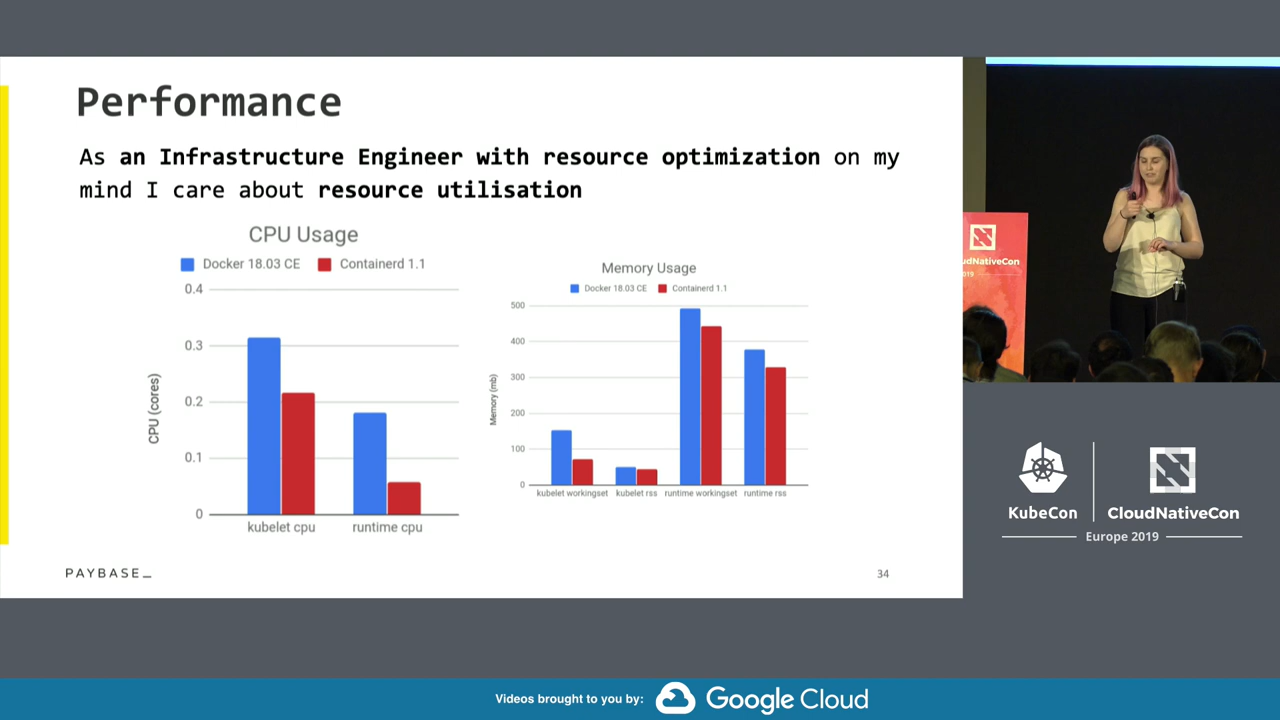 Performance
As an Infrastructure Engineer with resource optimization on my
mind I care about resource utilisation
CPU Usage
Docker 18.03 CE
Containerd 1.1
0.4
0.3
0.2
0.1
0
CPU (cores)
kubelet cpu
runtime cpu
Memory Usage
Docker 18.03 CE
Containerd 1.1
500
400
300
200
100
0
Memory (mb)
kubelet workingset
kubelet rss
runtime workingset
runtime rss
PAYBASE_
34
udNativeCon
2019
KubeCon
CloudNativeCon
Europe 2019
Videos brought to you by:
Google Cloud